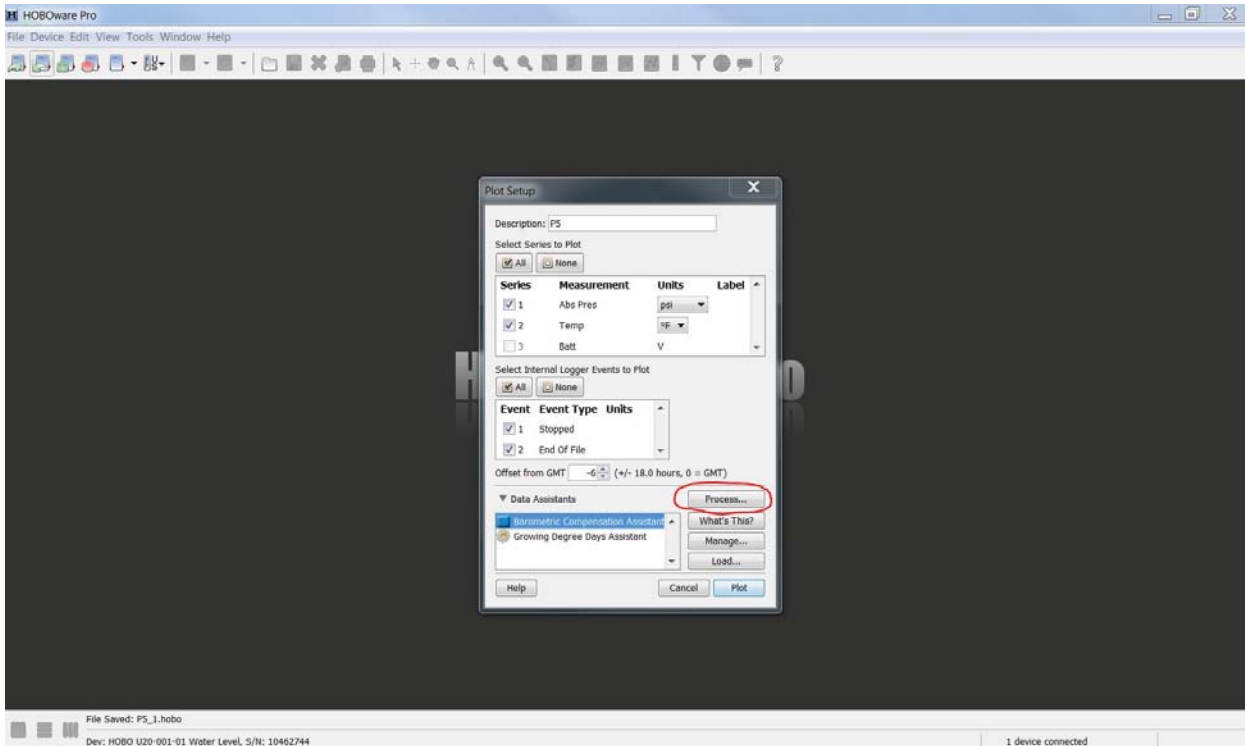 HOBOware Pro
File Device Edit View Tools Window Help
Plot Setup
X
Description: P5
Select Series to Plot
All None
Series Measurement Units Label
1 Abs Pres psi
2 Temp °F
3 Batt V
Select Internal Logger Events to Plot
All None
Event Event Type Units
1 Stopped
2 End Of File
Offset from GMT -6 (+/- 18.0 hours, 0 = GMT)
Data Assistants Process...
Barometric Compensation Assistant What's This?
Growing Degree Days Assistant Manage...
Load...
Help Cancel Plot
File Saved: P5_1.hobo
Dev: HOBO U20-001-01 Water Level, S/N: 10462744 1 device connected